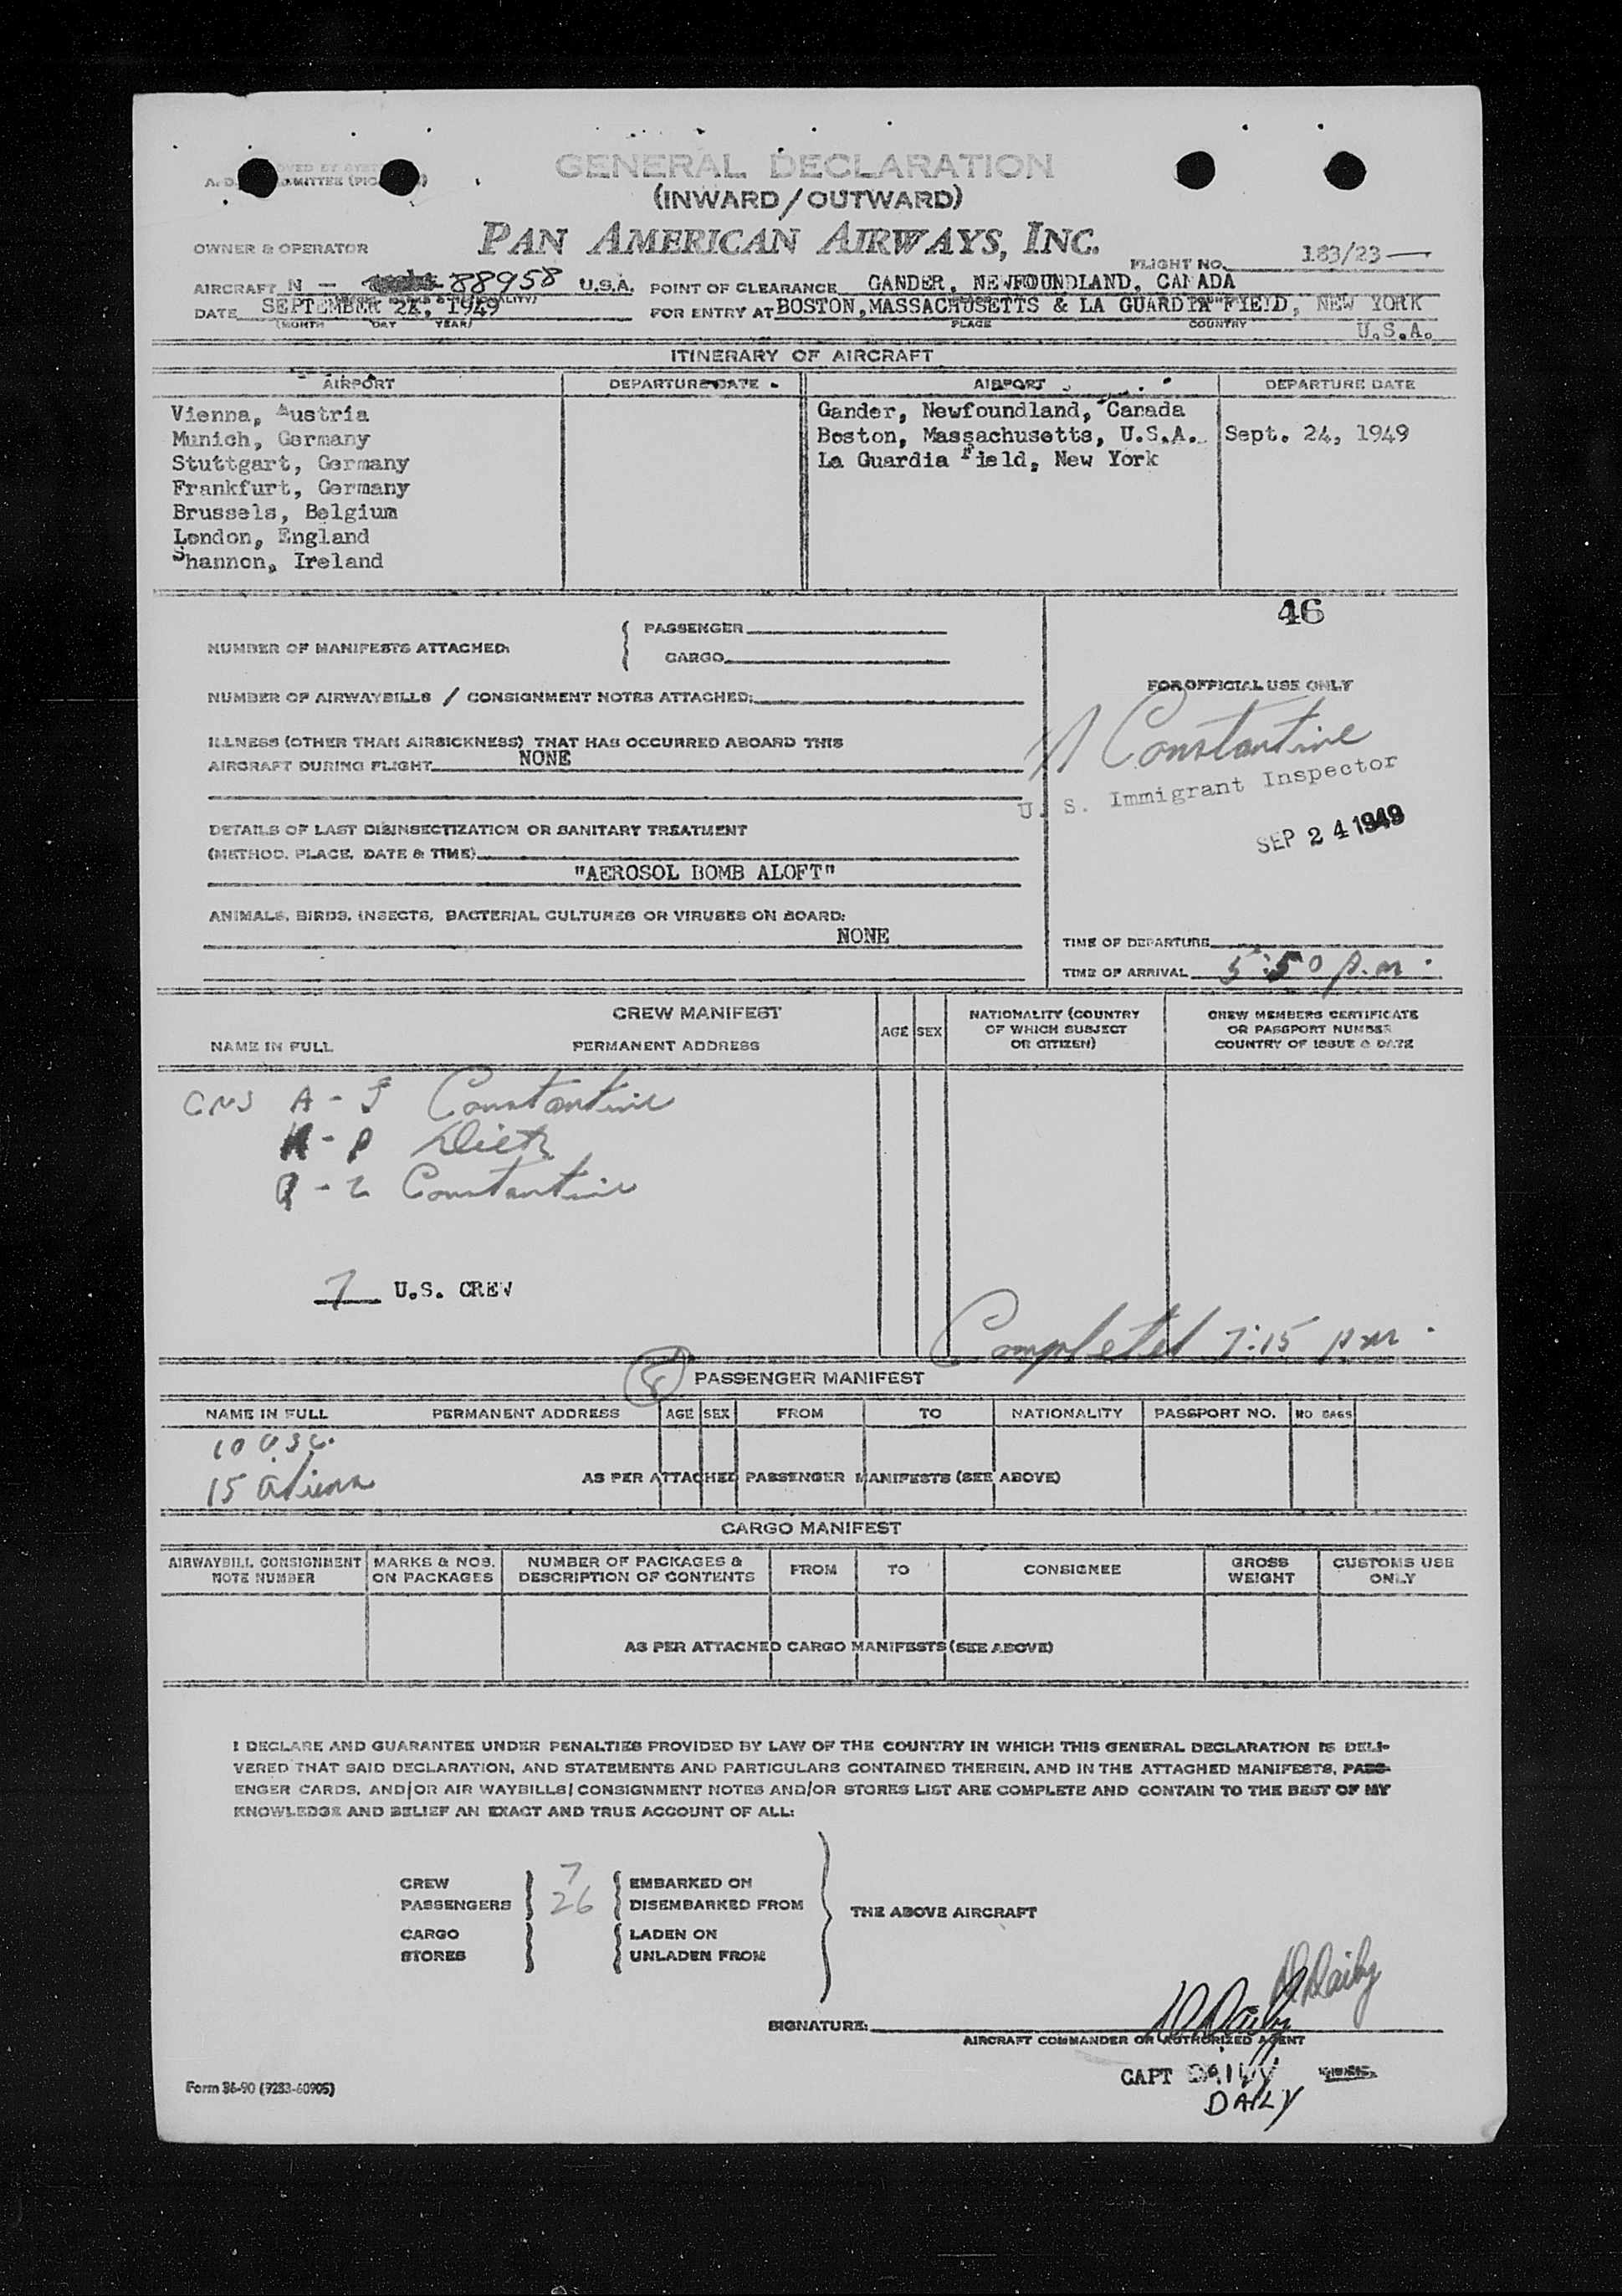 GENERAL DECLARATION
(INWARD/OUTWARD)
PAN AMERICAN AIRWAYS, INC.
OWNER & OPERATOR
FLIGHT NO. 183/23
AIRCRAFT N - 88958 U.S.A. POINT OF CLEARANCE GANDER, NEWFOUNDLAND, CANADA
DATE SEPTEMBER 24, 1949 FOR ENTRY AT BOSTON, MASSACHUSETTS & LA GUARDIA FIELD, NEW YORK
(MONTH DAY YEAR) PLACE COUNTRY U.S.A.
ITINERARY OF AIRCRAFT
AIRPORT DEPARTURE DATE AIRPORT DEPARTURE DATE
Vienna, Austria Gander, Newfoundland, Canada
Munich, Germany Boston, Massachusetts, U.S.A. Sept. 24, 1949
Stuttgart, Germany La Guardia Field, New York
Frankfurt, Germany
Brussels, Belgium
London, England
Shannon, Ireland
46
NUMBER OF MANIFESTS ATTACHED: PASSENGER
CARGO
FOR OFFICIAL USE ONLY
NUMBER OF AIRWAYBILLS / CONSIGNMENT NOTES ATTACHED:
Constantine
U. S. Immigrant Inspector
SEP 24 1949
ILLNESS (OTHER THAN AIRSICKNESS) THAT HAS OCCURRED ABOARD THIS
AIRCRAFT DURING FLIGHT NONE
DETAILS OF LAST DISINSECTIZATION OR SANITARY TREATMENT
(METHOD, PLACE, DATE & TIME)
"AEROSOL BOMB ALOFT"
ANIMALS, BIRDS, INSECTS, BACTERIAL CULTURES OR VIRUSES ON BOARD:
NONE
TIME OF DEPARTURE
TIME OF ARRIVAL 5:50 p.m.
CREW MANIFEST
NAME IN FULL PERMANENT ADDRESS AGE SEX NATIONALITY (COUNTRY OF WHICH SUBJECT OR CITIZEN) CREW MEMBERS CERTIFICATE OR PASSPORT NUMBER COUNTRY OF ISSUE & DATE
A - J Constantine
K - P Dietz
Q - Z Constantine
7 U.S. CREW
Completed 7:15 pm.
PASSENGER MANIFEST
NAME IN FULL PERMANENT ADDRESS AGE SEX FROM TO NATIONALITY PASSPORT NO. NO BAGS
10 USC.
15 Aliens
AS PER ATTACHED PASSENGER MANIFESTS (SEE ABOVE)
CARGO MANIFEST
AIRWAYBILL CONSIGNMENT NOTE NUMBER MARKS & NOS. ON PACKAGES NUMBER OF PACKAGES & DESCRIPTION OF CONTENTS FROM TO CONSIGNEE GROSS WEIGHT CUSTOMS USE ONLY
AS PER ATTACHED CARGO MANIFESTS (SEE ABOVE)
I DECLARE AND GUARANTEE UNDER PENALTIES PROVIDED BY LAW OF THE COUNTRY IN WHICH THIS GENERAL DECLARATION IS DELI-
VERED THAT SAID DECLARATION, AND STATEMENTS AND PARTICULARS CONTAINED THEREIN, AND IN THE ATTACHED MANIFESTS, PASS-
ENGER CARDS, AND/OR AIR WAYBILLS/CONSIGNMENT NOTES AND/OR STORES LIST ARE COMPLETE AND CONTAIN TO THE BEST OF MY
KNOWLEDGE AND BELIEF AN EXACT AND TRUE ACCOUNT OF ALL:
CREW 7 EMBARKED ON
PASSENGERS 26 DISEMBARKED FROM
THE ABOVE AIRCRAFT
CARGO LADEN ON
STORES UNLADEN FROM
D Daily
SIGNATURE: D Daily
AIRCRAFT COMMANDER OR AUTHORIZED AGENT
CAPT
DAILY
Form 36-90 (9283-60905)